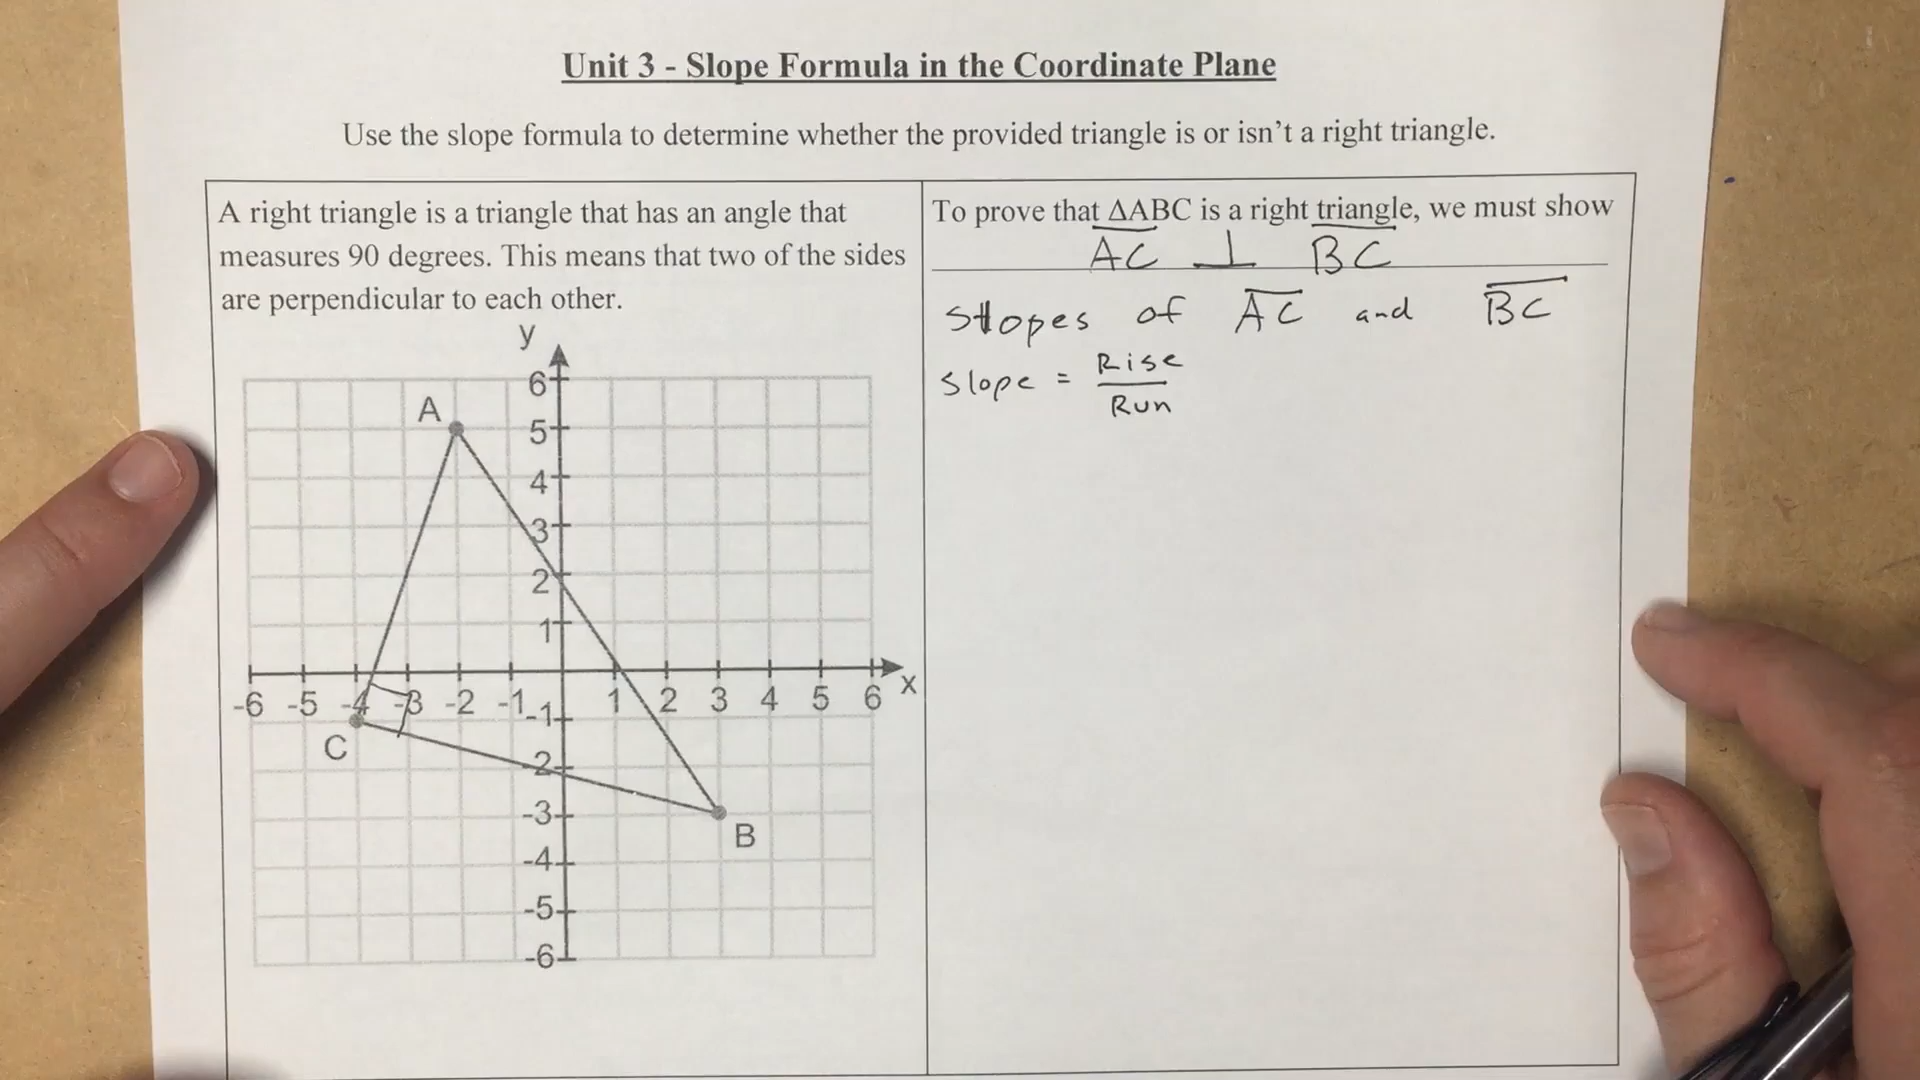 Unit 3 - Slope Formula in the Coordinate Plane
Use the slope formula to determine whether the provided triangle is or isn't a right triangle.
A right triangle is a triangle that has an angle that
measures 90 degrees. This means that two of the sides
are perpendicular to each other.
y
6
A
5
4
3
2
1
-6 -5 -4 -3 -2 -1 1 2 3 4 5 6 x
-1
C
-2
-3
B
-4
-5
-6
To prove that ΔABC is a right triangle, we must show
AC ⊥ BC
Slopes of AC and BC
Slope = Rise
Run